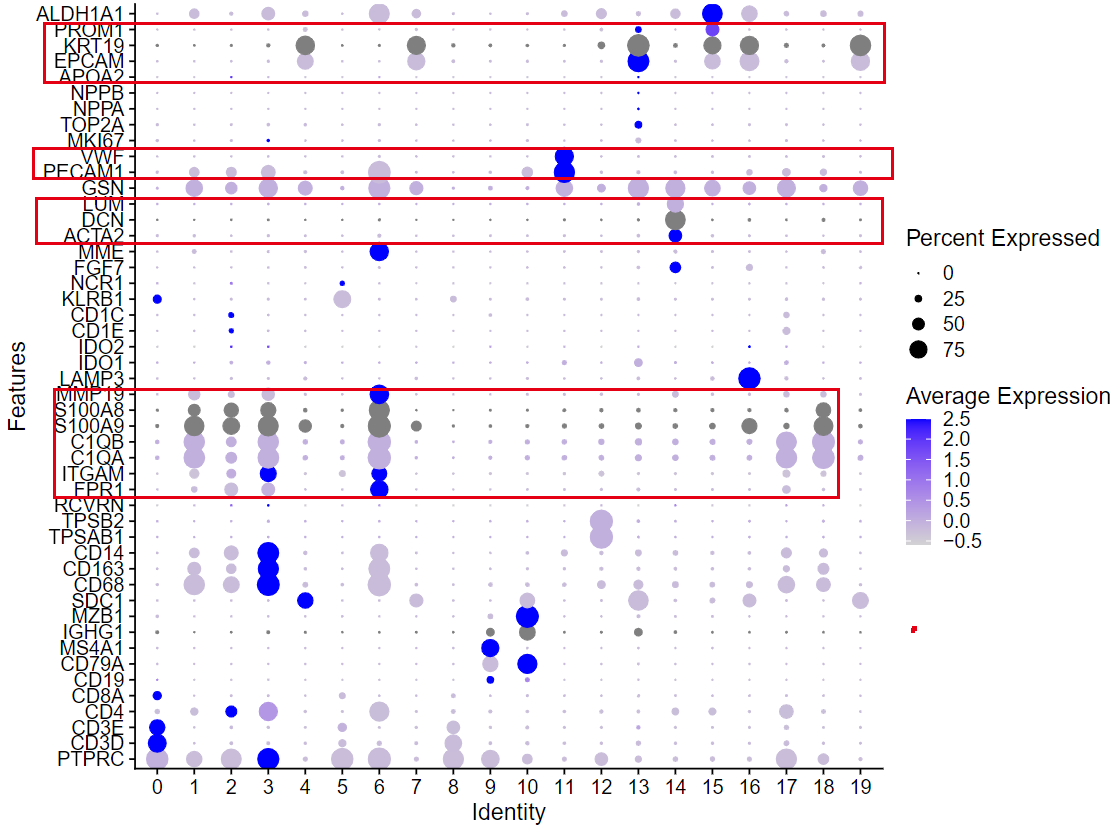 ALDH1A1
PROM1
KRT19
EPCAM
APOA2
NPPB
NPPA
TOP2A
MKI67
VWF
PECAM1
GSN
LUM
DCN
ACTA2
MME
FGF7
NCR1
KLRB1
CD1C
CD1E
IDO2
IDO1
LAMP3
MMP19
S100A8
S100A9
C1QB
C1QA
ITGAM
FPR1
RCVRN
TPSB2
TPSAB1
CD14
CD163
CD68
SDC1
MZB1
IGHG1
MS4A1
CD79A
CD19
CD8A
CD4
CD3E
CD3D
PTPRC
Features
0 1 2 3 4 5 6 7 8 9 10 11 12 13 14 15 16 17 18 19
Identity
Percent Expressed
0
25
50
75
Average Expression
2.5
2.0
1.5
1.0
0.5
0.0
−0.5